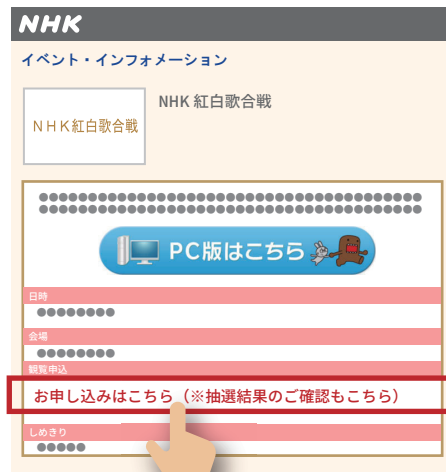 NHK
イベント・インフォメーション
NHK 紅白歌合戦
ＮＨＫ紅白歌合戦
●●●●●●●●●●●●●●●●●●●●●●●●●●●●●●●●
●●●●●●●●●●●●●●●●●●●●●●●●●●●●●●●●
PC版はこちら
日時
●●●●●●●●
会場
●●●●●●●●
観覧申込
お申し込みはこちら（※抽選結果のご確認もこちら）
しめきり
●●●●●